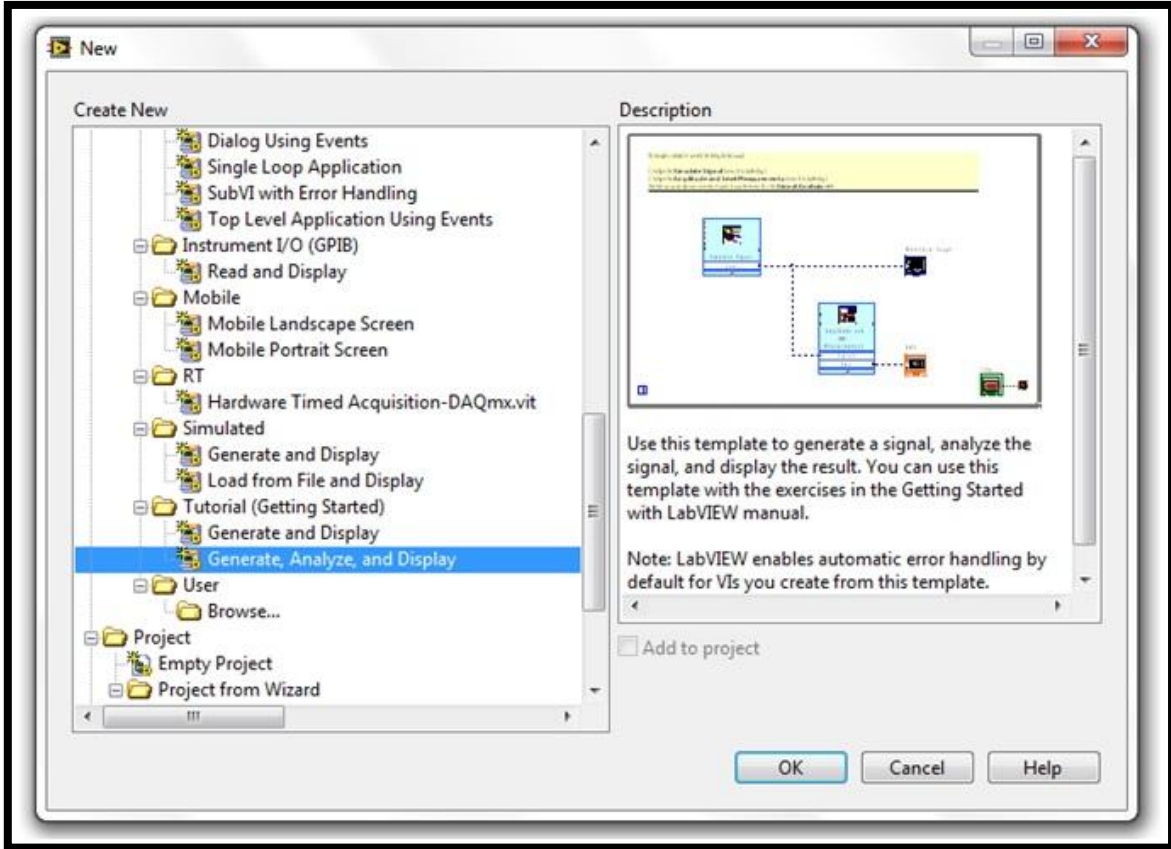 New
Create New
Dialog Using Events
Single Loop Application
SubVI with Error Handling
Top Level Application Using Events
Instrument I/O (GPIB)
Read and Display
Mobile
Mobile Landscape Screen
Mobile Portrait Screen
RT
Hardware Timed Acquisition-DAQmx.vit
Simulated
Generate and Display
Load from File and Display
Tutorial (Getting Started)
Generate and Display
Generate, Analyze, and Display
User
Browse...
Project
Empty Project
Project from Wizard
Description
Use this template to generate a signal, analyze the
signal, and display the result. You can use this
template with the exercises in the Getting Started
with LabVIEW manual.
Note: LabVIEW enables automatic error handling by
default for VIs you create from this template.
Add to project
OK
Cancel
Help